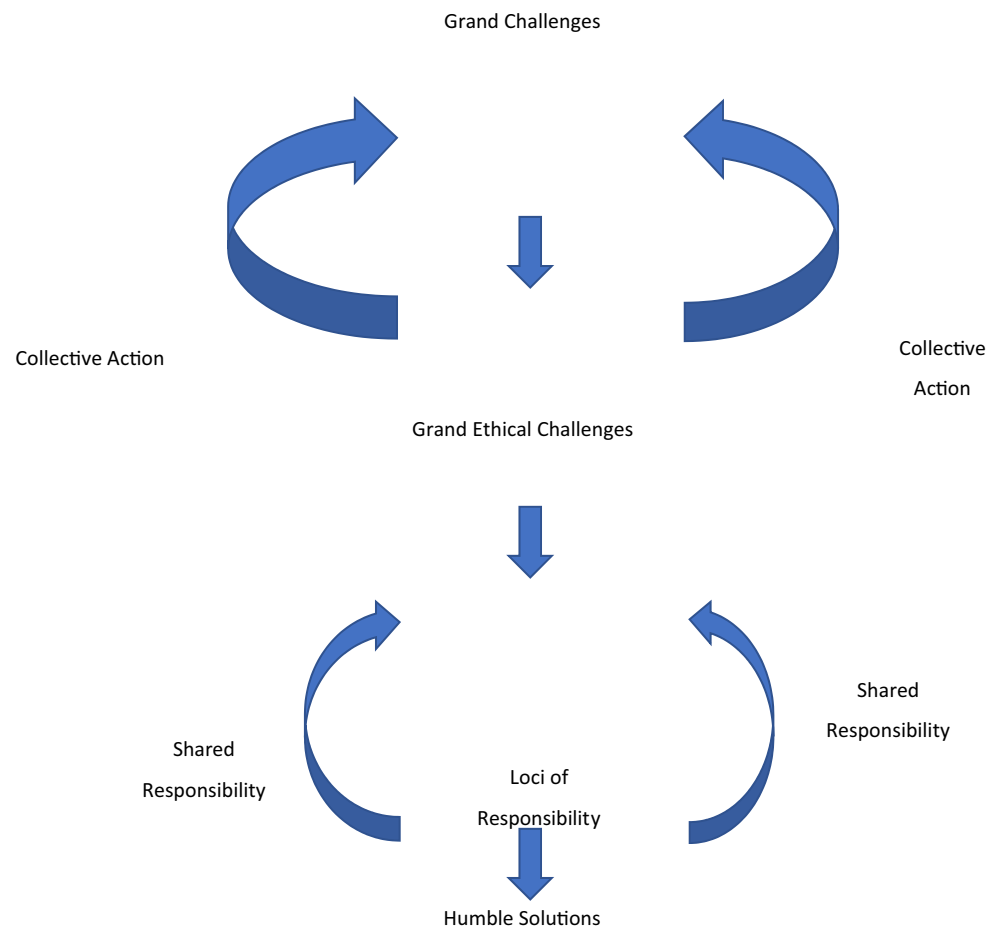 Grand Challenges
Collective Action
Collective
Action
Grand Ethical Challenges
Shared
Responsibility
Shared
Responsibility
Loci of
Responsibility
Humble Solutions